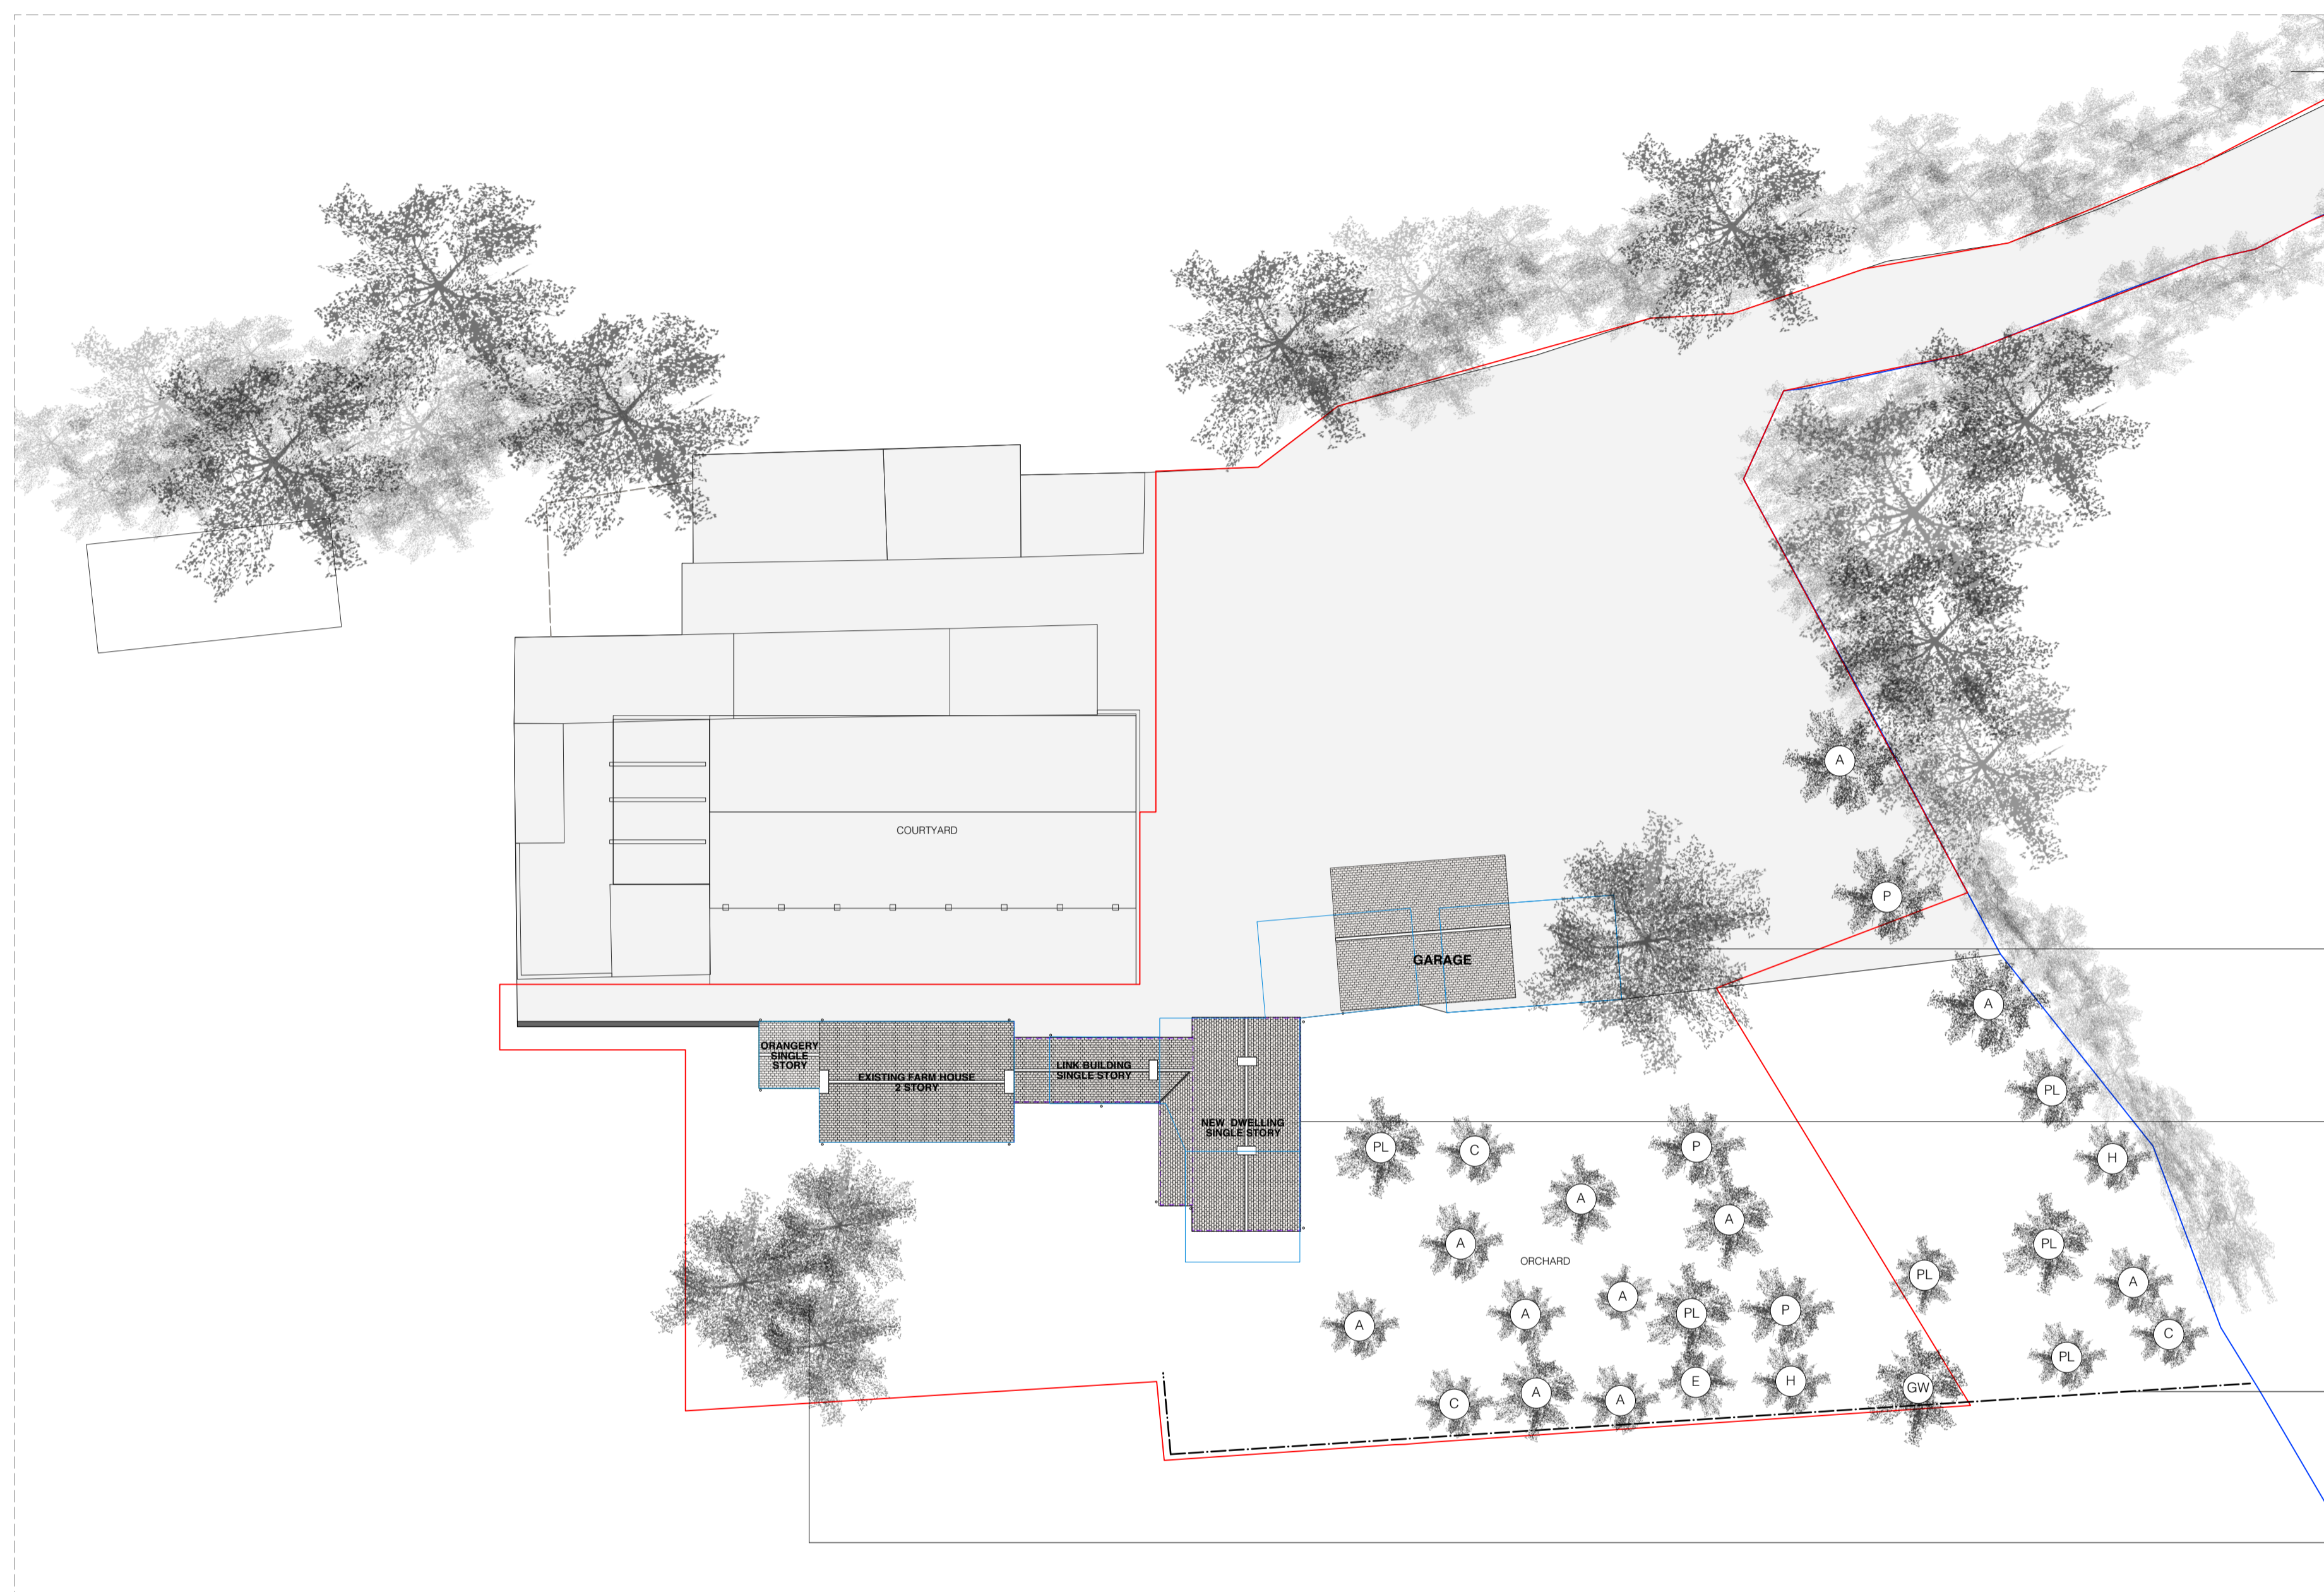 COURTYARD
A
P
GARAGE
A
ORANGERY
SINGLE
STORY
EXISTING FARM HOUSE
2 STORY
LINK BUILDING
SINGLE STORY
NEW DWELLING
SINGLE STORY
PL
PL
C
P
H
A
A
A
PL
ORCHARD
PL
A
A
A
A
PL
P
C
PL
C
A
A
E
H
GW